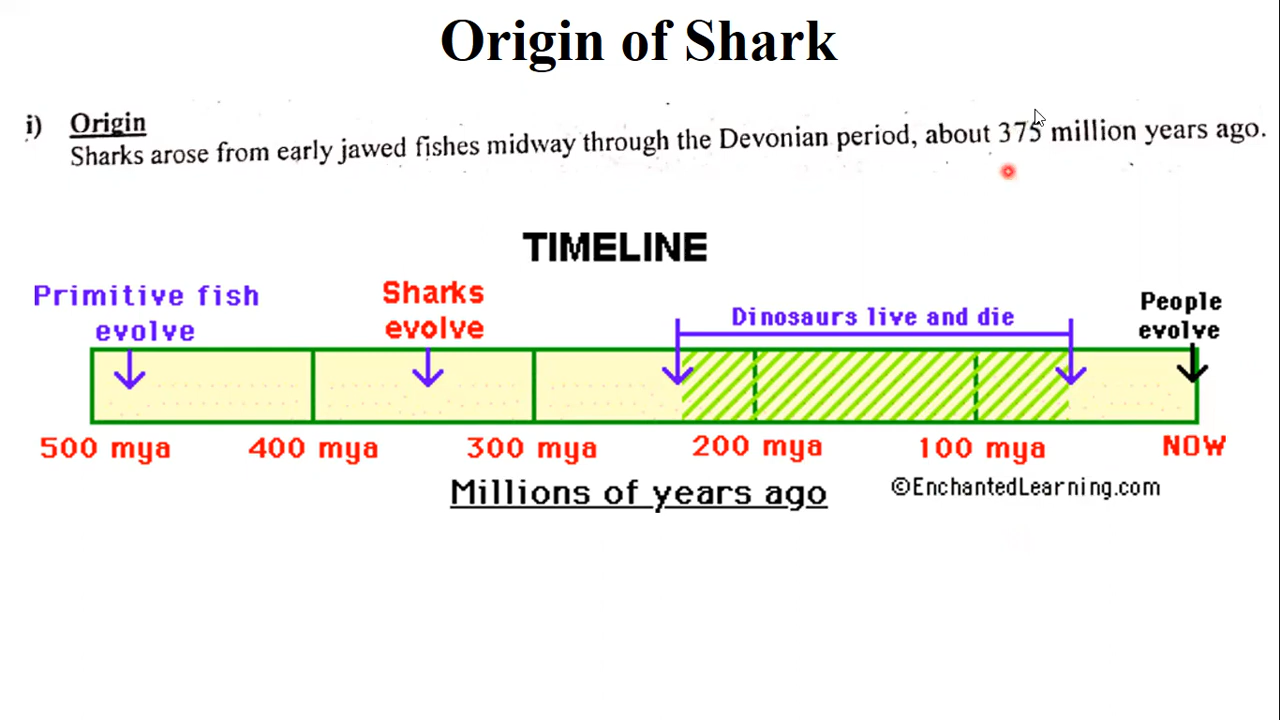 Origin of Shark
i) Origin
Sharks arose from early jawed fishes midway through the Devonian period, about 375 million years ago.
TIMELINE
Primitive fish
evolve
Sharks
evolve
Dinosaurs live and die
People
evolve
500 mya
400 mya
300 mya
200 mya
100 mya
NOW
Millions of years ago
©EnchantedLearning.com